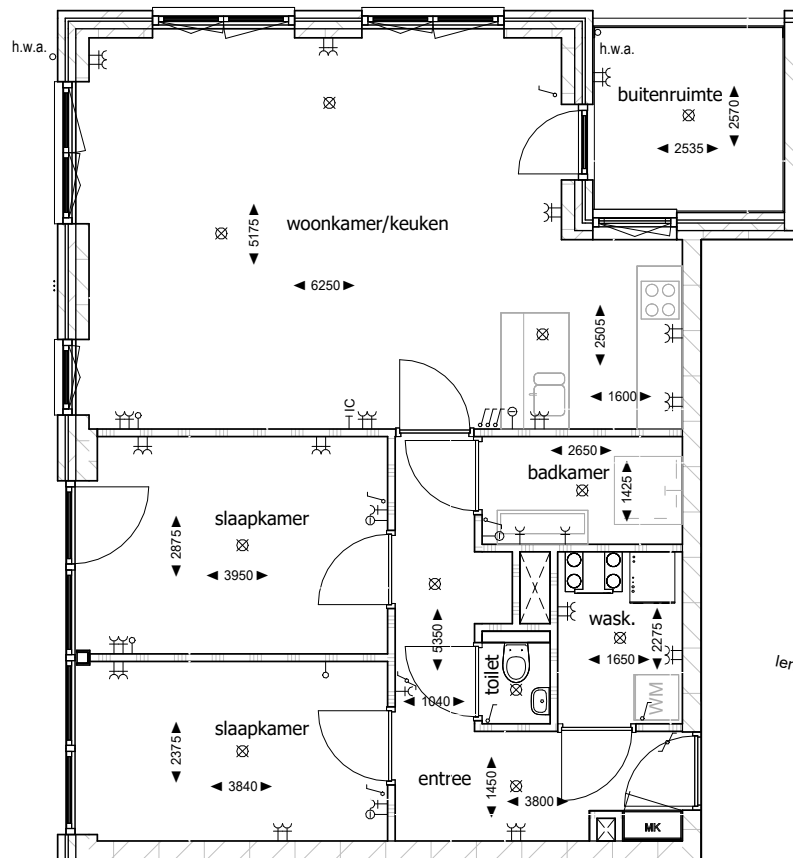 h.w.a.
h.w.a.
buitenruimte
2570
2535
woonkamer/keuken
5175
6250
2505
1600
IC
2650
badkamer
1425
slaapkamer
2875
3950
5350
wask.
2275
1650
toilet
1040
WM
slaapkamer
2375
3840
entree
1450
3800
MK
ler